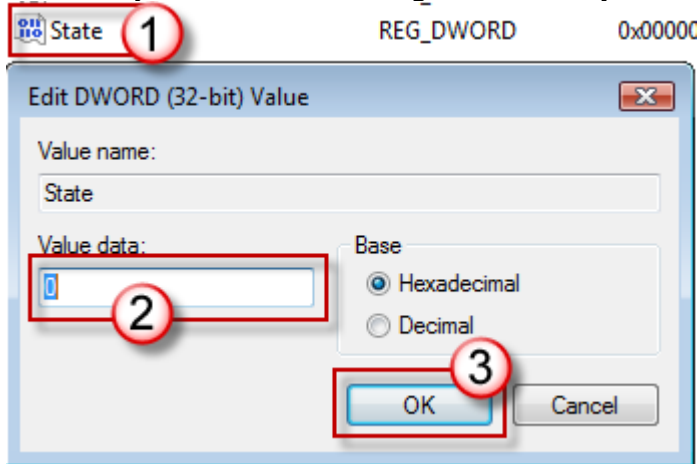 State 1 REG_DWORD 0x00000
Edit DWORD (32-bit) Value
Value name:
State
Value data: Base
0 Hexadecimal
2 Decimal
3
OK Cancel